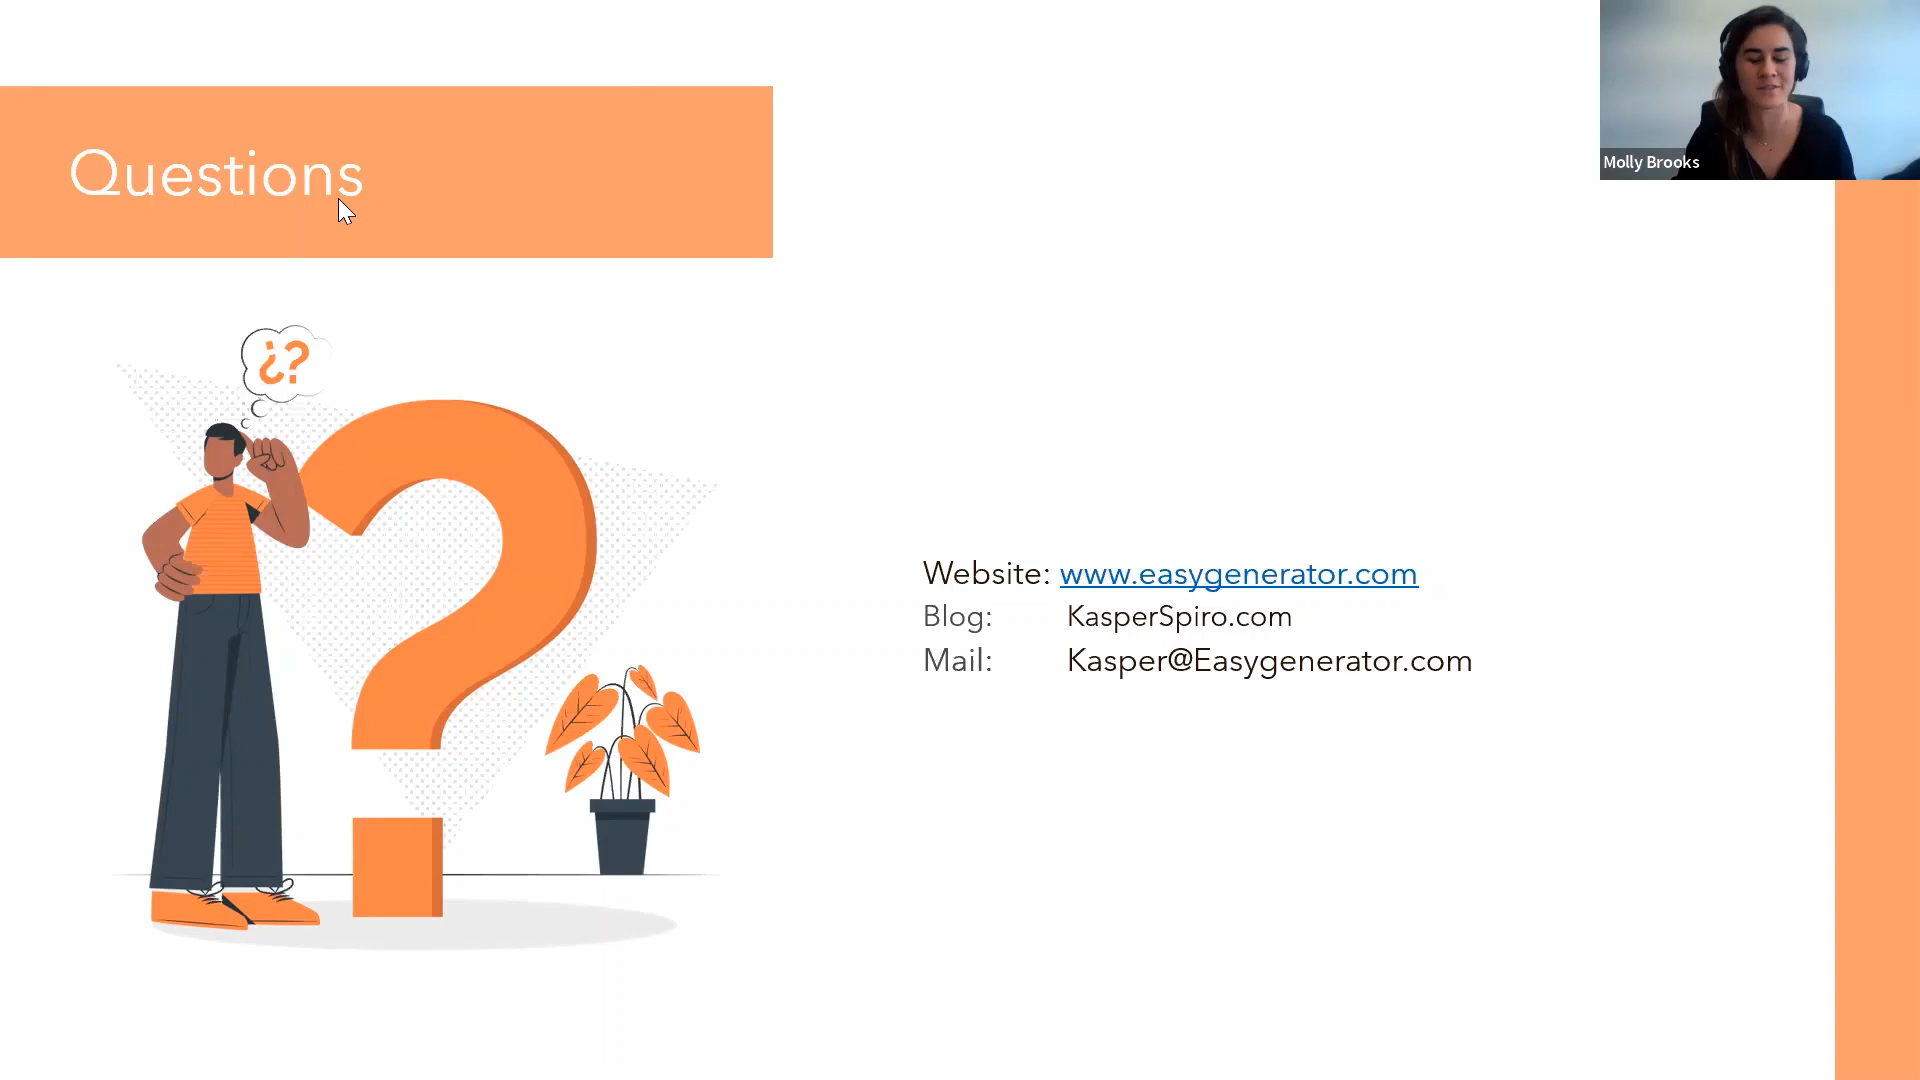 Questions
¿?
Website: www.easygenerator.com
Blog: KasperSpiro.com
Mail: Kasper@Easygenerator.com
Molly Brooks